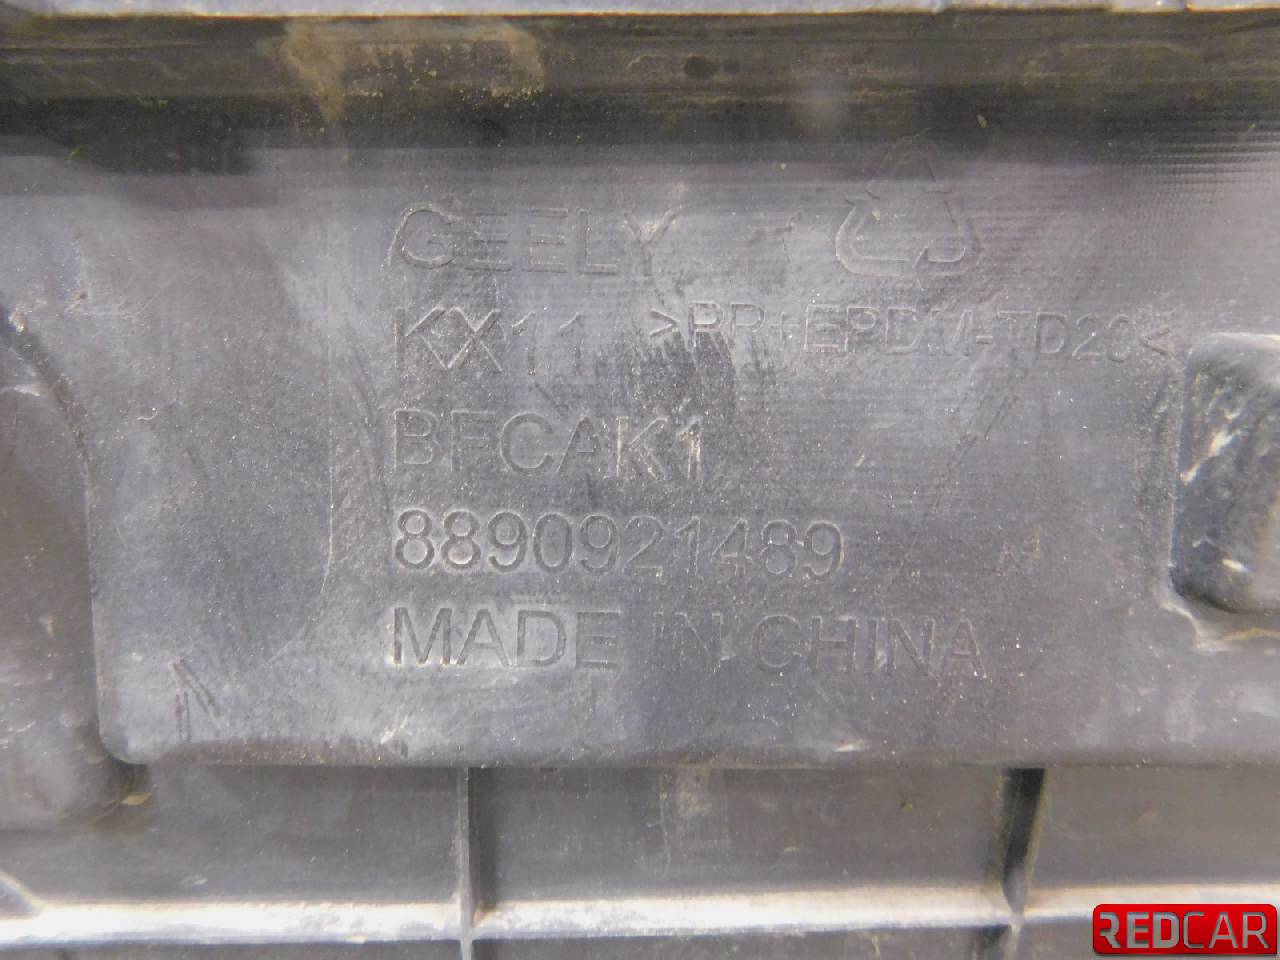 GEELY
KX11 >PP+EPDM-TD20<
BFCAK1
8890921489
MADE IN CHINA
REDCAR